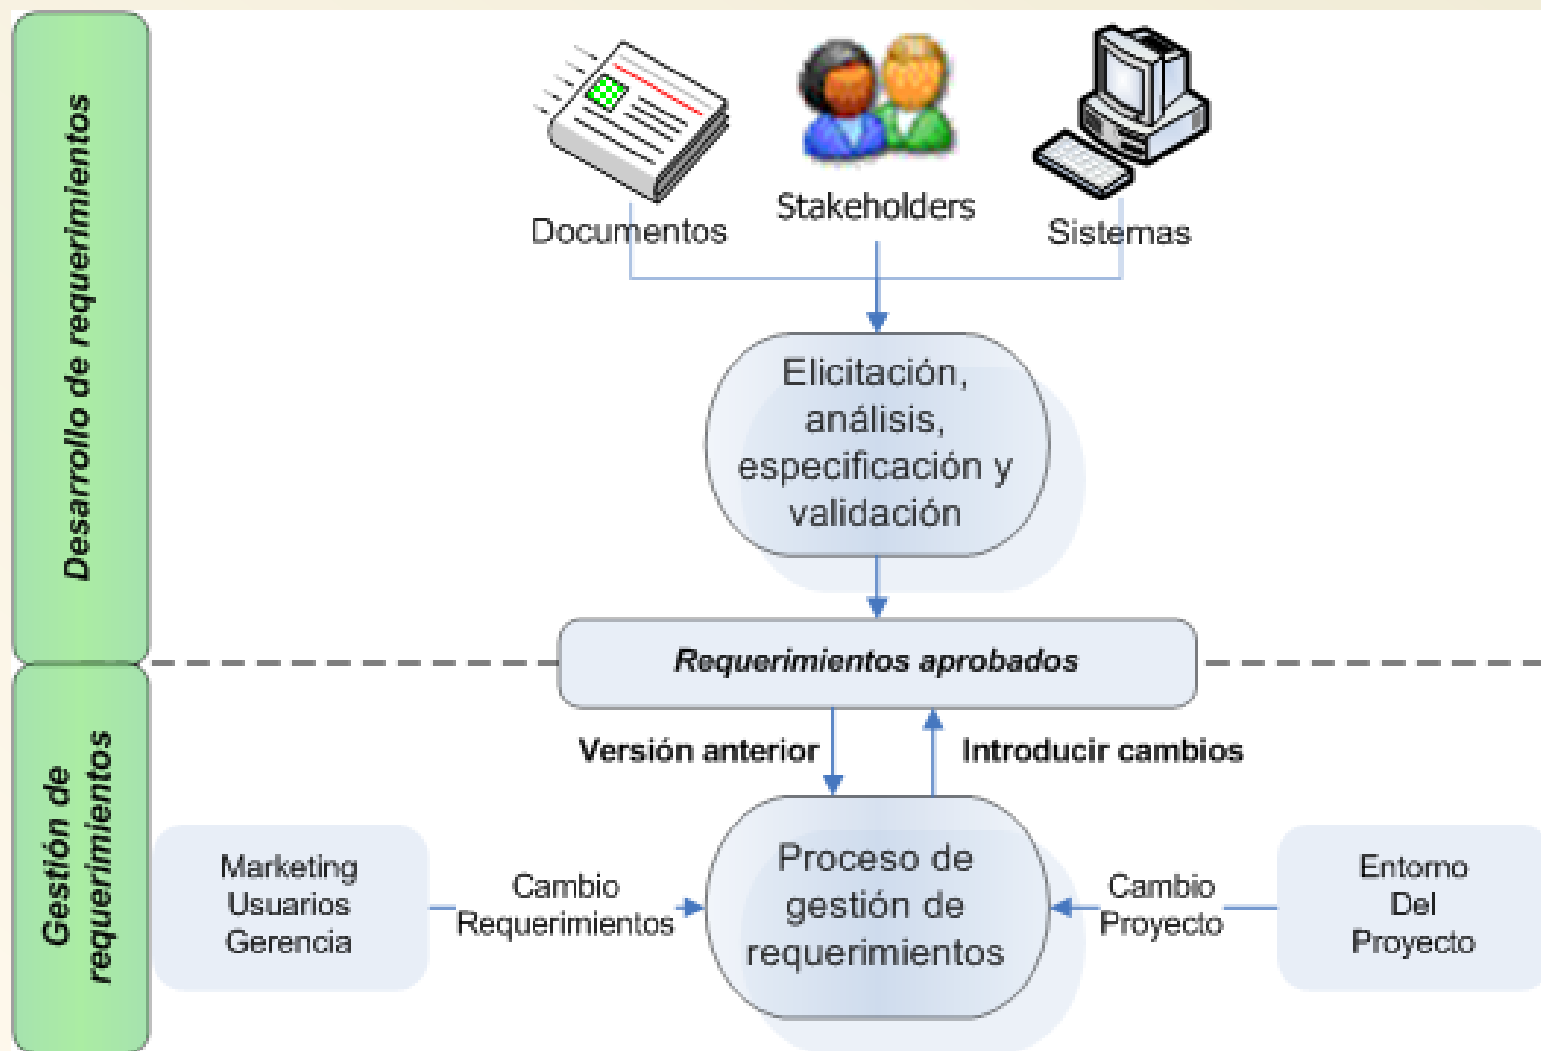 Desarrollo de requerimientos
Documentos
Stakeholders
Sistemas
Elicitación,
análisis,
especificación y
validación
Requerimientos aprobados
Versión anterior
Introducir cambios
Gestión de
requerimientos
Marketing
Usuarios
Gerencia
Cambio
Requerimientos
Proceso de
gestión de
requerimientos
Cambio
Proyecto
Entorno
Del
Proyecto